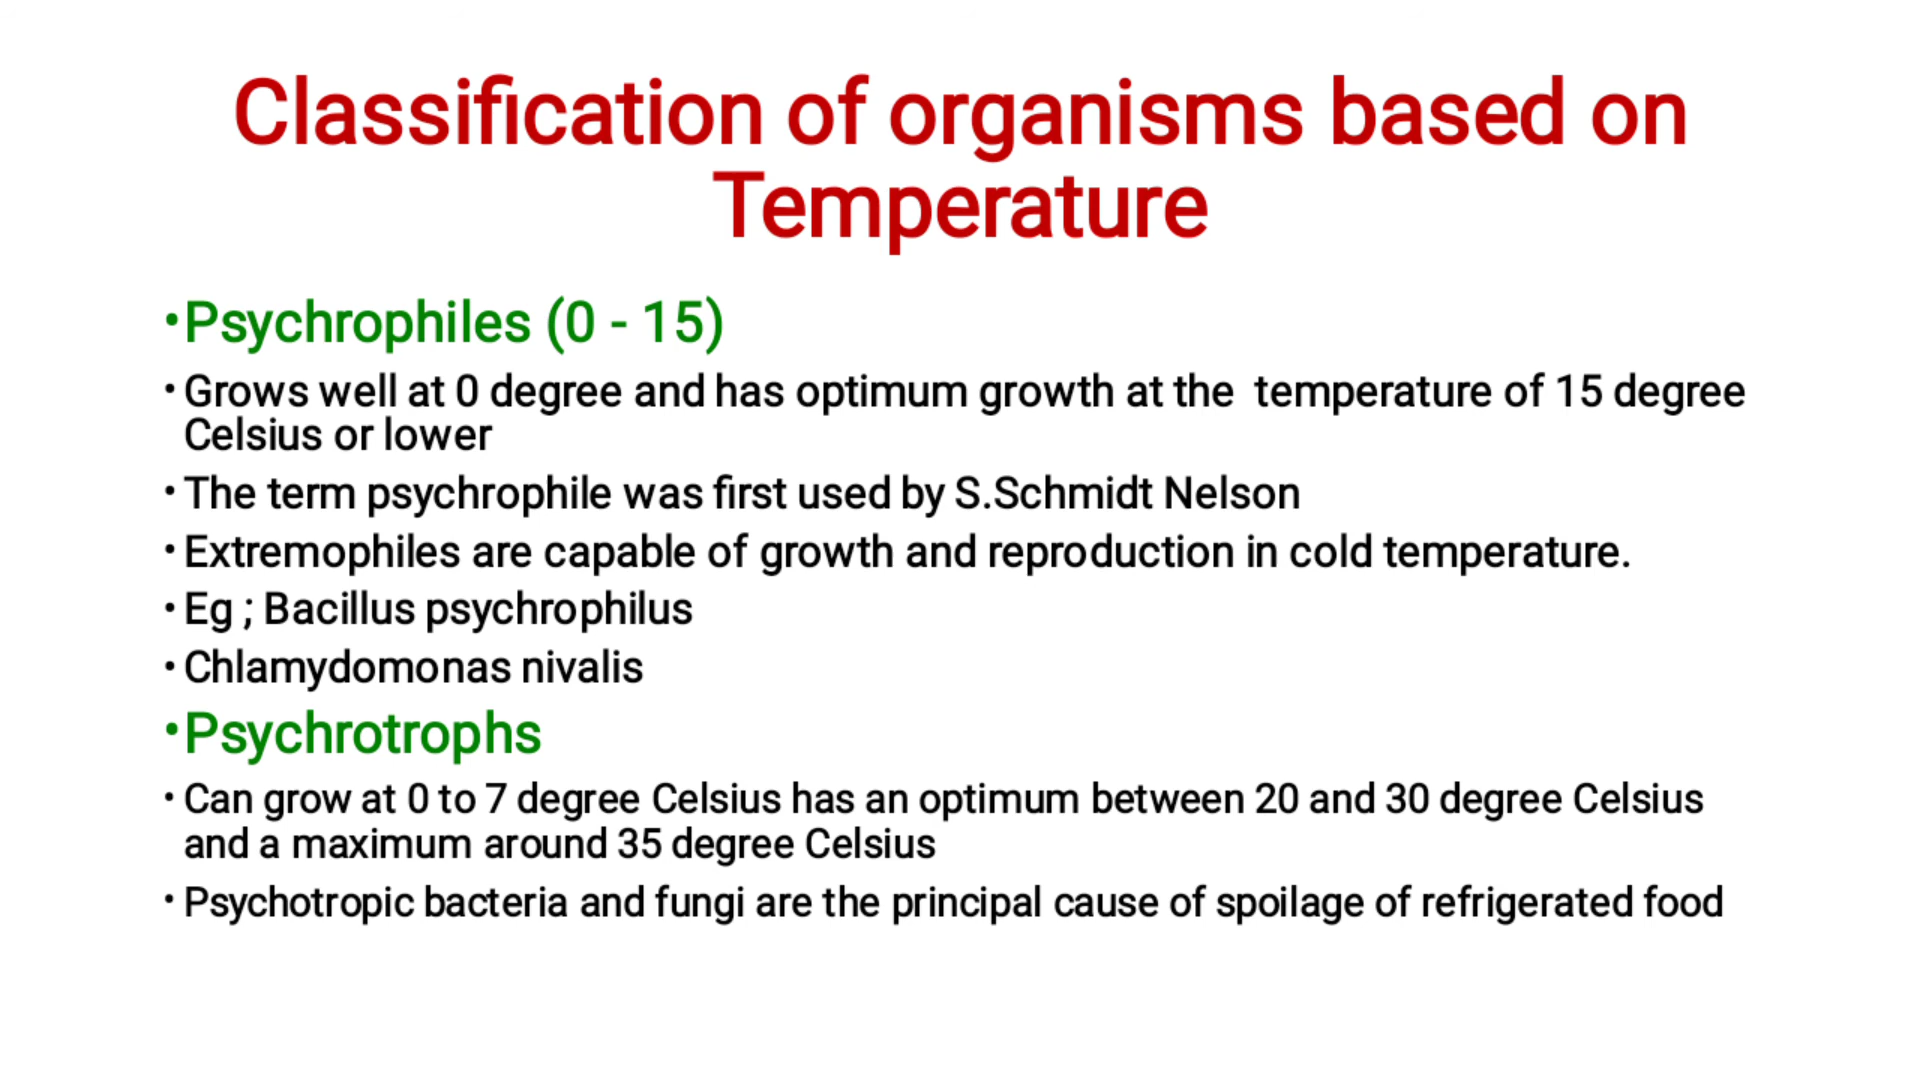 Classification of organisms based on
Temperature
•Psychrophiles (0 - 15)
• Grows well at 0 degree and has optimum growth at the temperature of 15 degree
Celsius or lower
• The term psychrophile was first used by S.Schmidt Nelson
• Extremophiles are capable of growth and reproduction in cold temperature.
• Eg ; Bacillus psychrophilus
• Chlamydomonas nivalis
•Psychrotrophs
• Can grow at 0 to 7 degree Celsius has an optimum between 20 and 30 degree Celsius
and a maximum around 35 degree Celsius
• Psychotropic bacteria and fungi are the principal cause of spoilage of refrigerated food